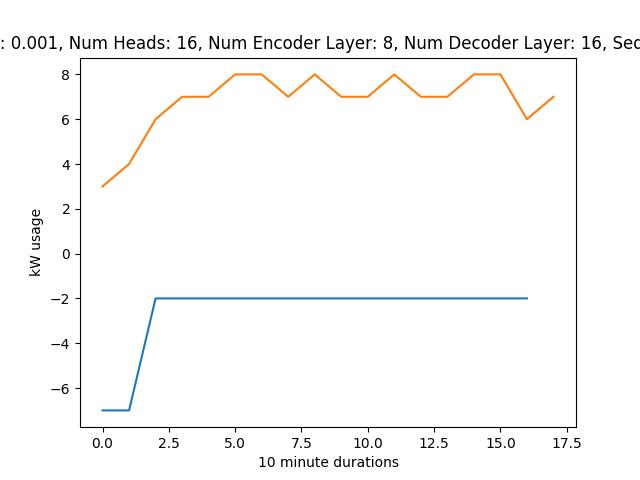 : 0.001, Num Heads: 16, Num Encoder Layer: 8, Num Decoder Layer: 16, Sec
8
6
4
2
0
−2
−4
−6
kW usage
0.0 2.5 5.0 7.5 10.0 12.5 15.0 17.5
10 minute durations